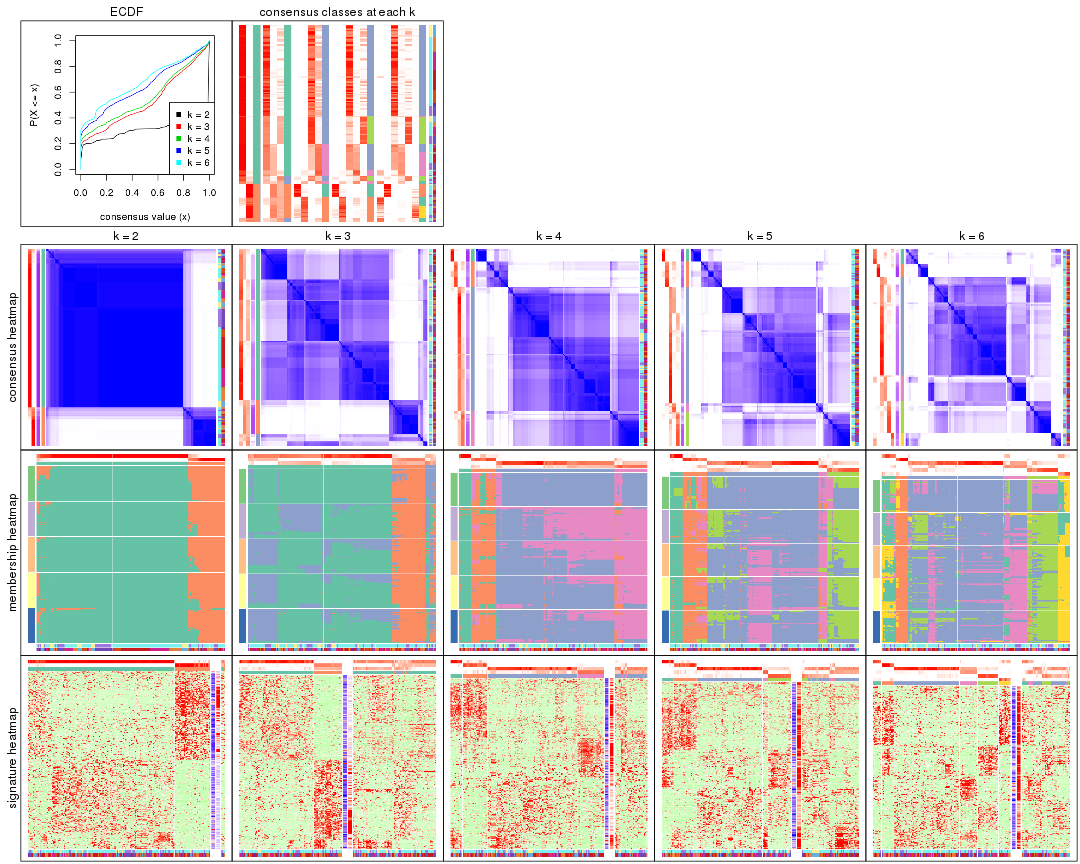 ECDF
consensus classes at each k
P(X <= x)
0.0 0.2 0.4 0.6 0.8 1.0
k = 2
k = 3
k = 4
k = 5
k = 6
0.0 0.2 0.4 0.6 0.8 1.0
consensus value (x)
k = 2 k = 3 k = 4 k = 5 k = 6
consensus heatmap
membership heatmap
signature heatmap